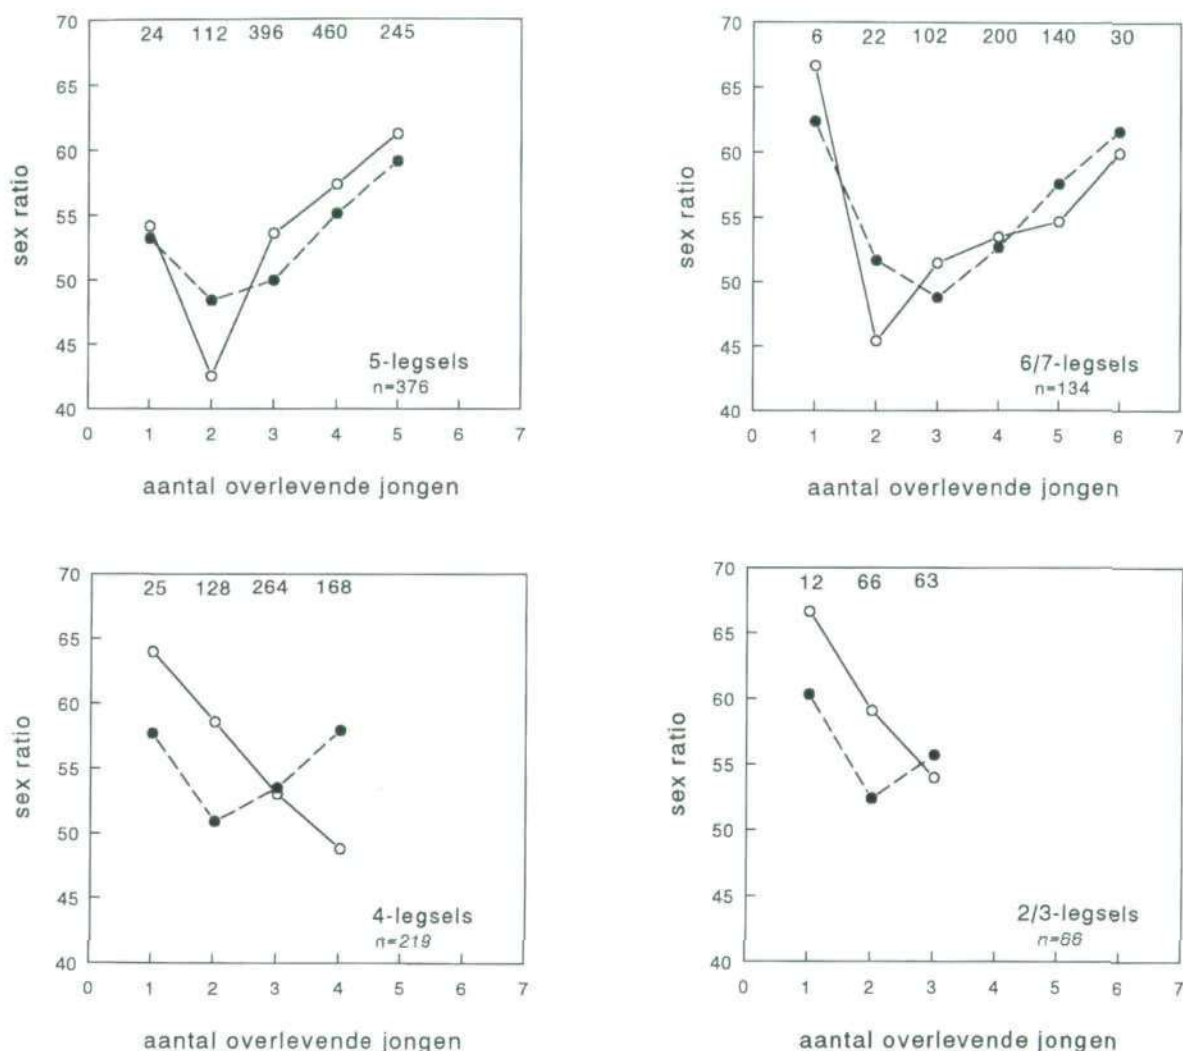 24 112 396 460 245
70
65
60
55
50
45
40
sex ratio
5-legsels
n=376
0 1 2 3 4 5 6 7
aantal overlevende jongen
6 22 102 200 140 30
70
65
60
55
50
45
40
sex ratio
6/7-legsels
n=134
0 1 2 3 4 5 6 7
aantal overlevende jongen
25 128 264 168
70
65
60
55
50
45
40
sex ratio
4-legsels
n=219
0 1 2 3 4 5 6 7
aantal overlevende jongen
12 66 63
70
65
60
55
50
45
40
sex ratio
2/3-legsels
n=66
0 1 2 3 4 5 6 7
aantal overlevende jongen